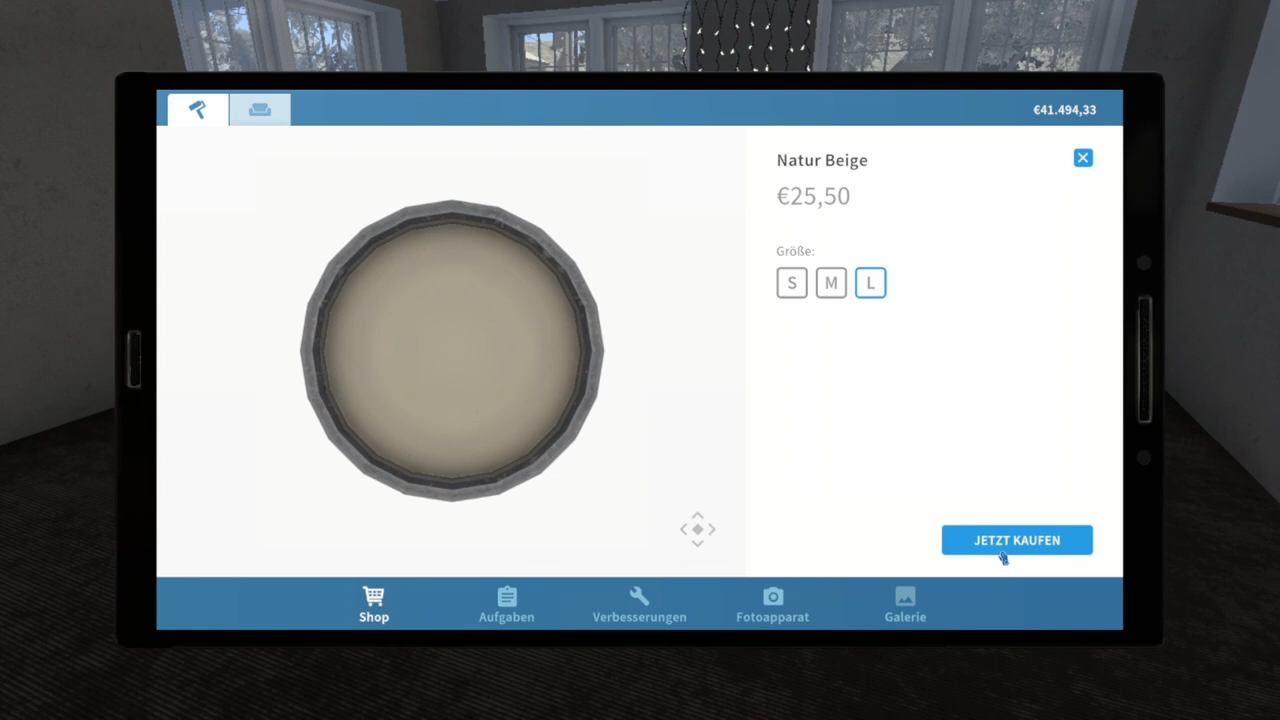 €41.494,33
Natur Beige
€25,50
Größe:
S M L
JETZT KAUFEN
Shop Aufgaben Verbesserungen Fotoapparat Galerie